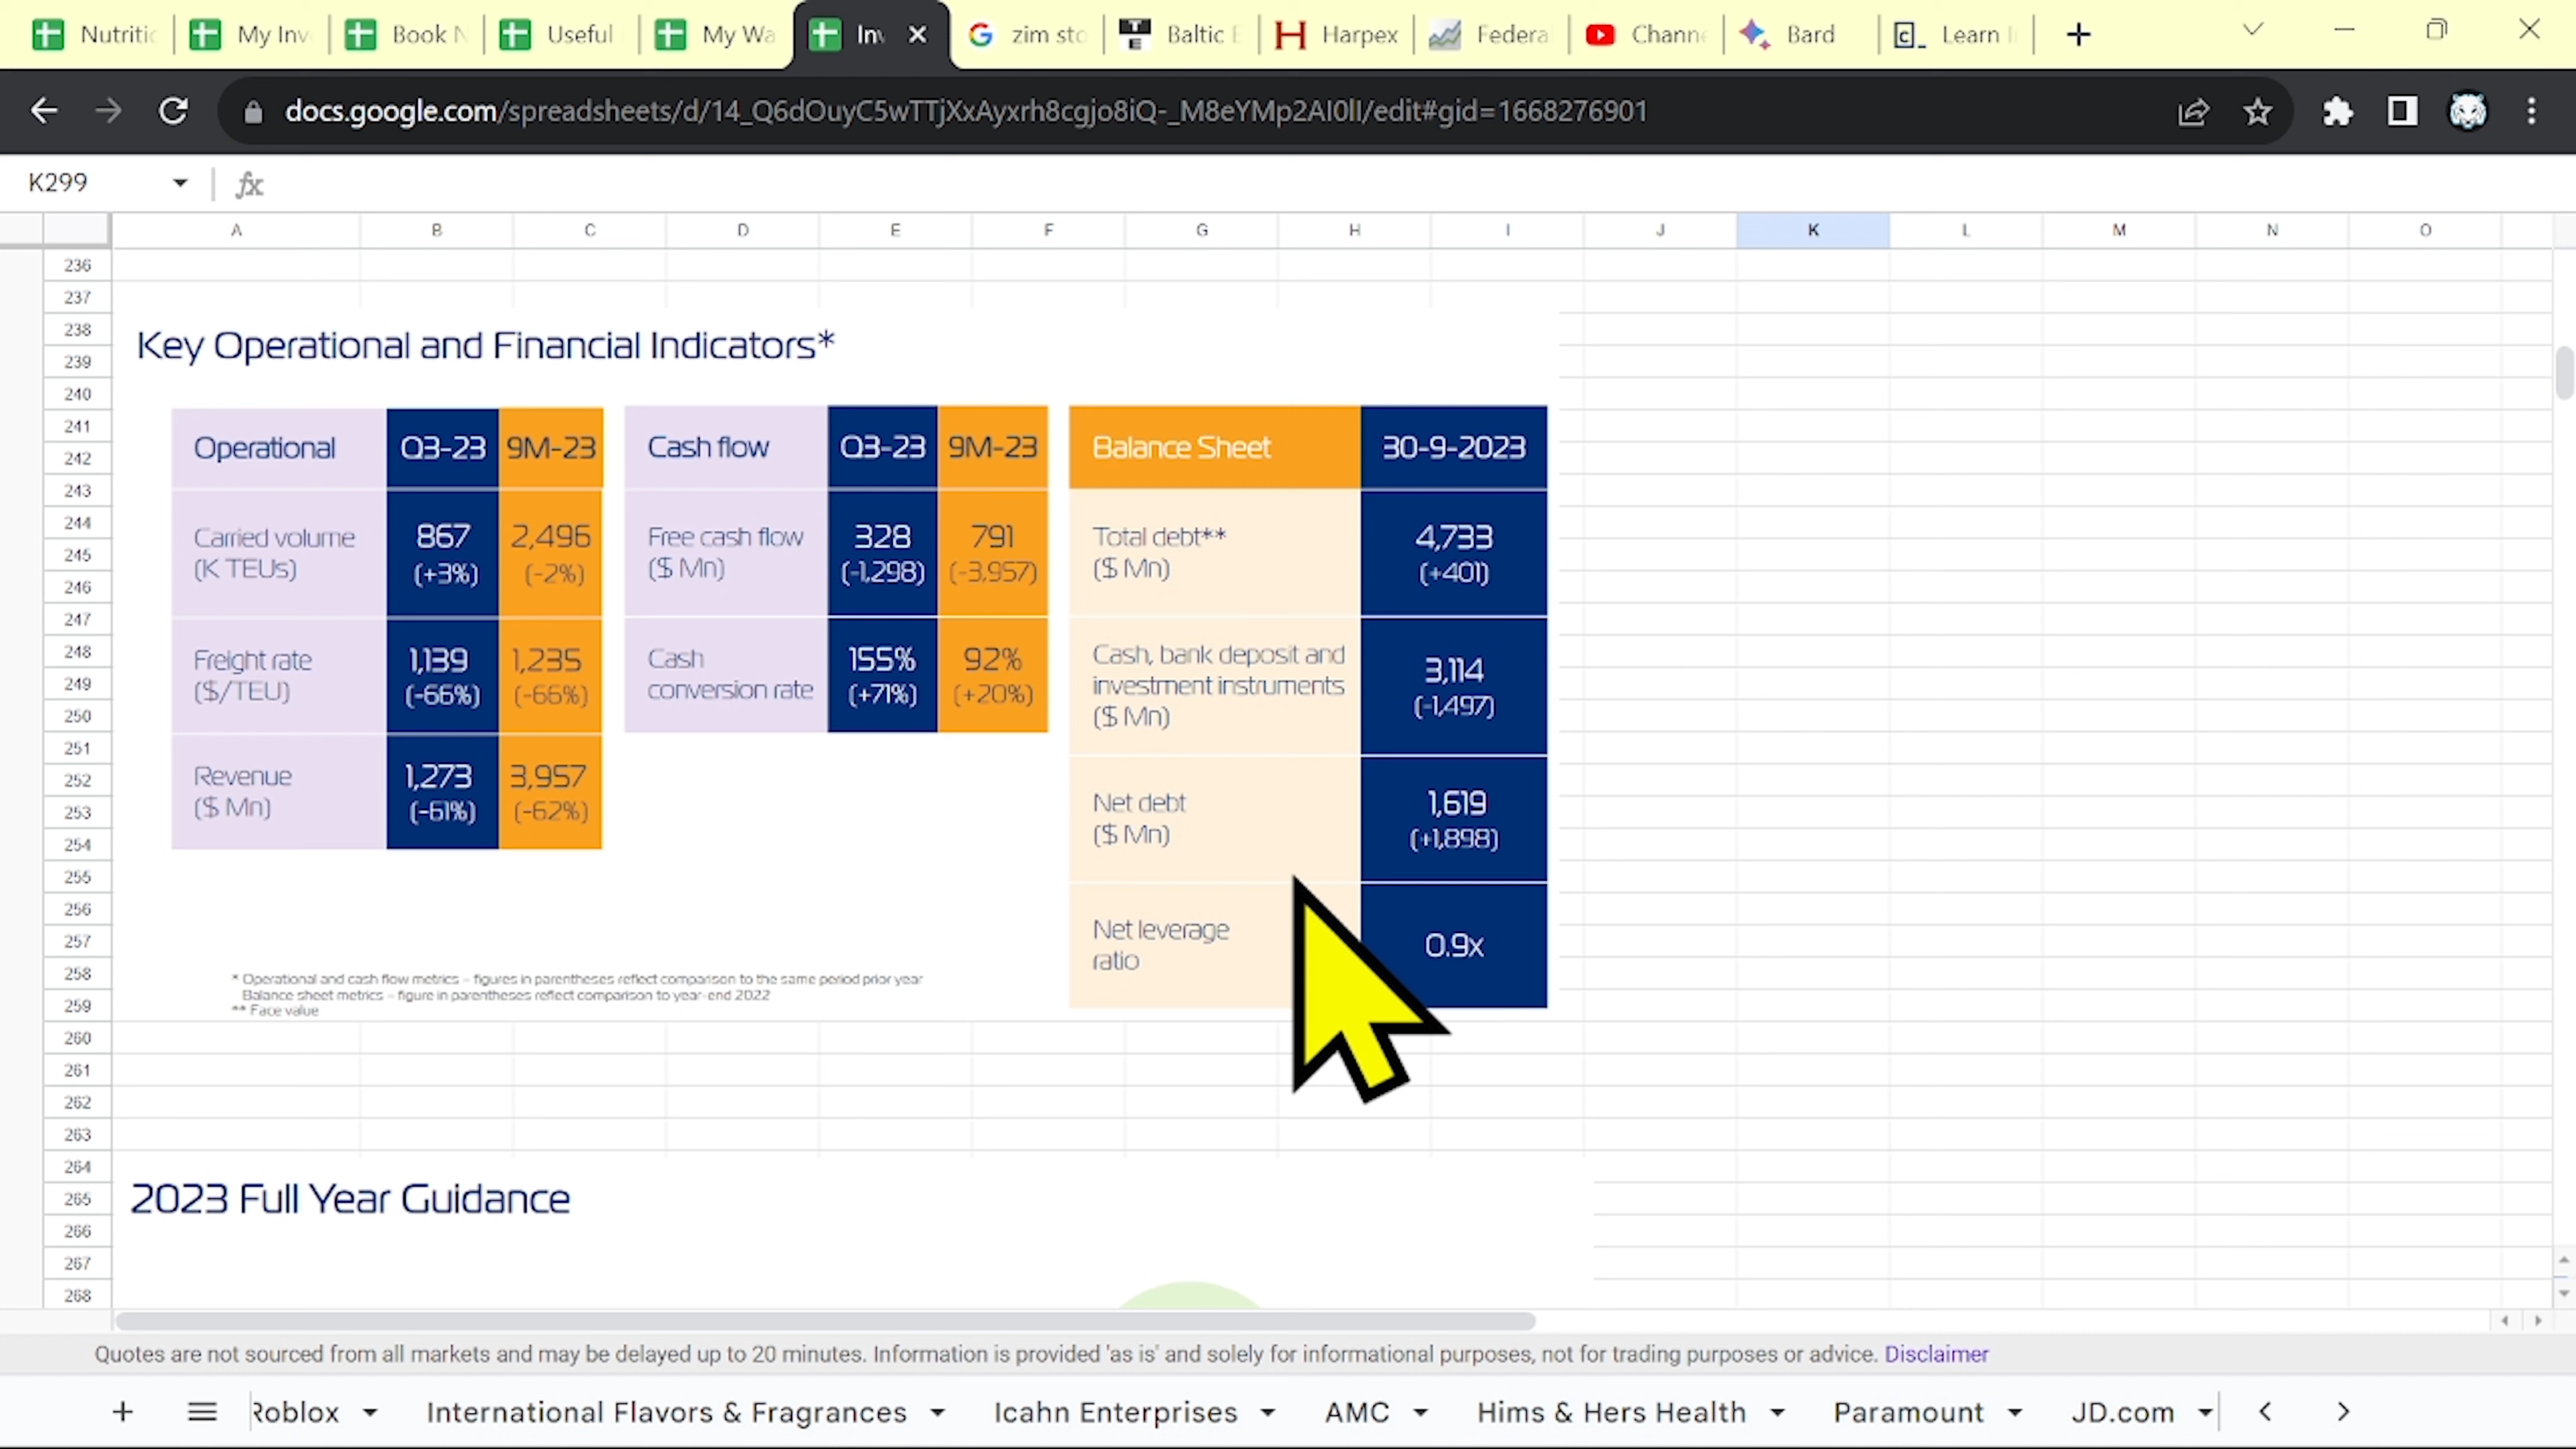 Nutritic
My Inv
Book N
Useful
My Wa
Inv
zim sto
Baltic E
Harpex
Federa
Channe
Bard
Learn I
docs.google.com/spreadsheets/d/14_Q6dOuyC5wTTjXxAyxrh8cgjo8iQ-_M8eYMp2AI0lI/edit#gid=1668276901
K299
fx
A B C D E F G H I J K L M N O
236
237
238
239
240
241
242
243
244
245
246
247
248
249
250
251
252
253
254
255
256
257
258
259
260
261
262
263
264
265
266
267
268
Key Operational and Financial Indicators*
Operational Q3-23 9M-23
Carried volume (K TEUs) 867 (+3%) 2,496 (-2%)
Freight rate ($/TEU) 1,139 (-66%) 1,235 (-66%)
Revenue ($ Mn) 1,273 (-61%) 3,957 (-62%)
Cash flow Q3-23 9M-23
Free cash flow ($ Mn) 328 (-1,298) 791 (-3,957)
Cash conversion rate 155% (+71%) 92% (+20%)
Balance Sheet 30-9-2023
Total debt** ($ Mn) 4,733 (+401)
Cash, bank deposit and investment instruments ($ Mn) 3,114 (-1,497)
Net debt ($ Mn) 1,619 (+1,898)
Net leverage ratio 0.9x
* Operational and cash flow metrics – figures in parentheses reflect comparison to the same period prior year
Balance sheet metrics – figure in parentheses reflect comparison to year-end 2022
** Face value
2023 Full Year Guidance
Quotes are not sourced from all markets and may be delayed up to 20 minutes. Information is provided 'as is' and solely for informational purposes, not for trading purposes or advice. Disclaimer
Roblox
International Flavors & Fragrances
Icahn Enterprises
AMC
Hims & Hers Health
Paramount
JD.com